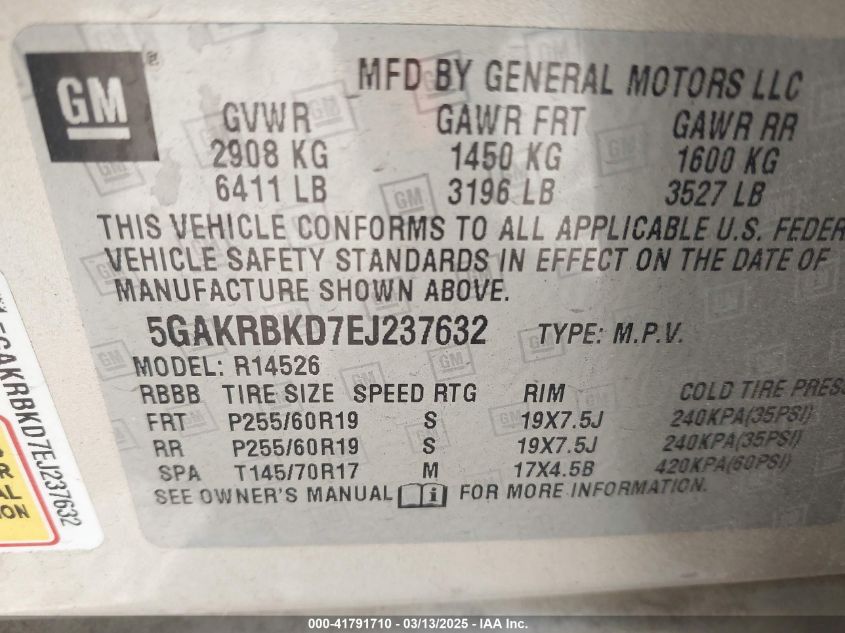 GM
MFD BY GENERAL MOTORS LLC
GVWR GAWR FRT GAWR RR
2908 KG 1450 KG 1600 KG
6411 LB 3196 LB 3527 LB
THIS VEHICLE CONFORMS TO ALL APPLICABLE U.S. FEDER
VEHICLE SAFETY STANDARDS IN EFFECT ON THE DATE OF
MANUFACTURE SHOWN ABOVE.
5GAKRBKD7EJ237632 TYPE: M.P.V.
MODEL: R14526
RBBB TIRE SIZE SPEED RTG RIM COLD TIRE PRESS
FRT P255/60R19 S 19X7.5J 240KPA(35PSI)
RR P255/60R19 S 19X7.5J 240KPA(35PSI)
SPA T145/70R17 M 17X4.5B 420KPA(60PSI)
SEE OWNER'S MANUAL i FOR MORE INFORMATION.
5GAKRBKD7EJ237632
R
AL
ON
000-41791710 — 03/13/2025 — IAA Inc.